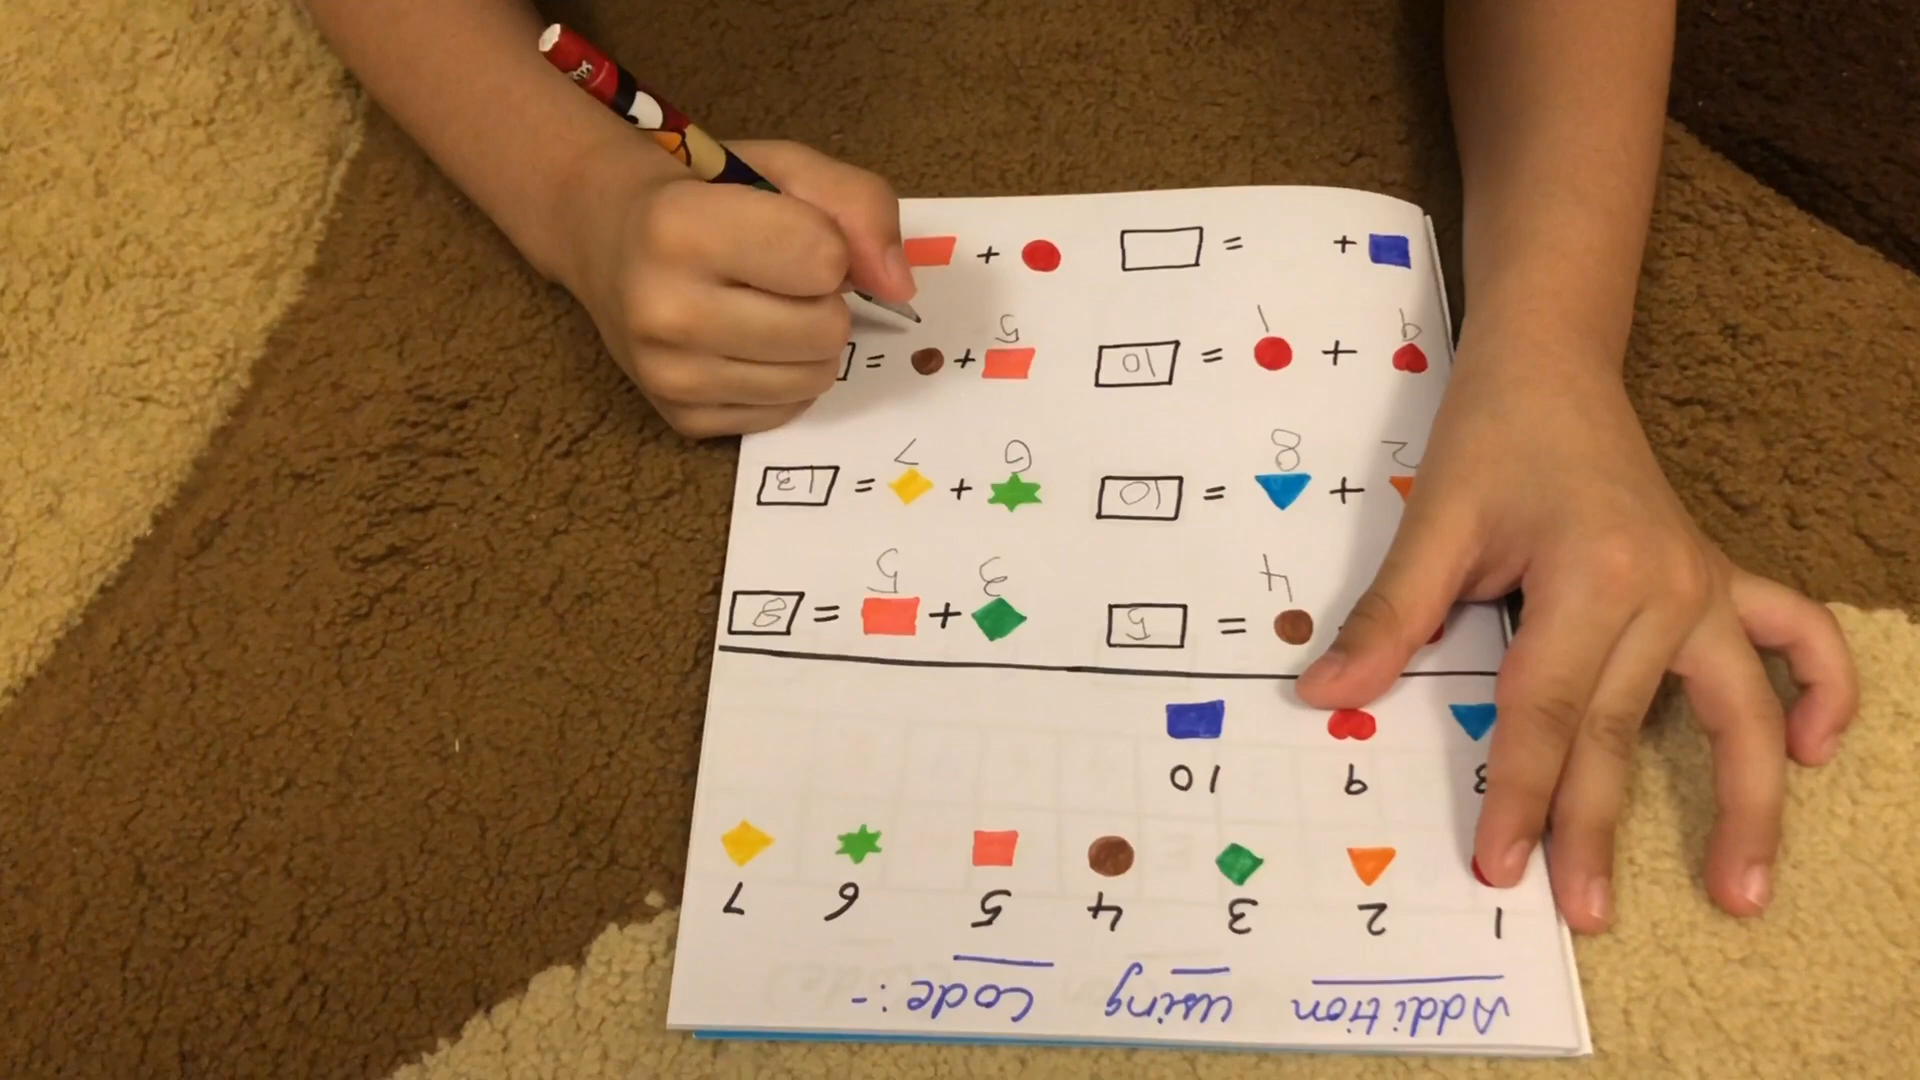 Addition using Code :-
1 2 3 4 5 6 7
8 9 10
= 5 + = 8
4 3 5
+ = 10 + = 13
2 8 6 7
+ = 10 + =
9 1 5
+ = +